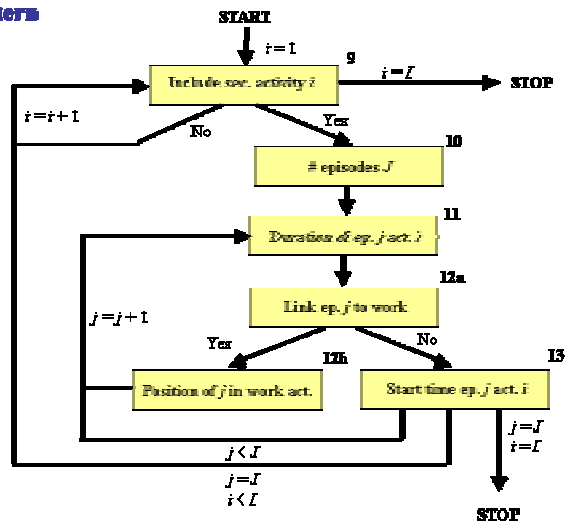 START
i = 1
9
Include sec. activity i
i = I
STOP
i = i + 1
No
Yes
10
# episodes J
11
Duration of ep. j act. i
12a
Link ep. j to work
j = j + 1
Yes
No
12b
13
Position of j in work act.
Start time ep. j act. i
j < J
j = J
i = I
j = J
i < I
STOP